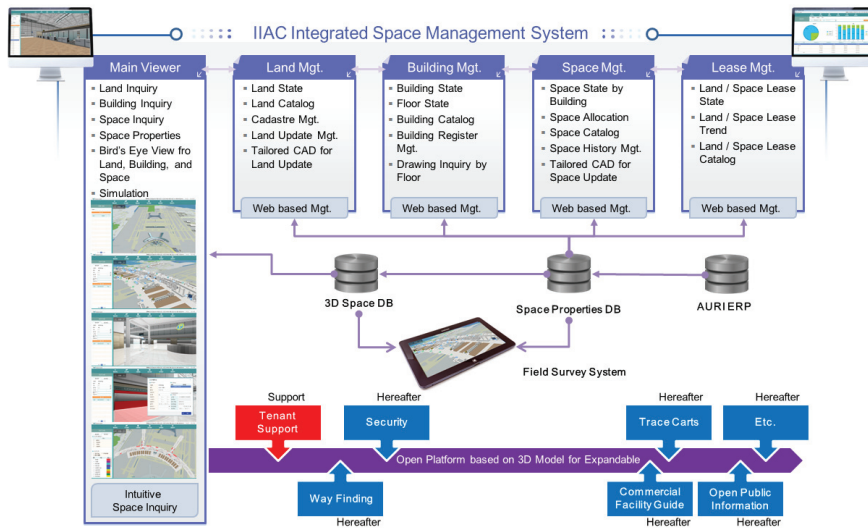 IIAC Integrated Space Management System
Main Viewer
Land Inquiry
Building Inquiry
Space Inquiry
Space Properties
Bird's Eye View fro
Land, Building, and
Space
Simulation
Intuitive
Space Inquiry
Land Mgt.
Land State
Land Catalog
Cadastre Mgt.
Land Update Mgt.
Tailored CAD for
Land Update
Web based Mgt.
Building Mgt.
Building State
Floor State
Building Catalog
Building Register
Mgt.
Drawing Inquiry by
Floor
Web based Mgt.
Space Mgt.
Space State by
Building
Space Allocation
Space Catalog
Space History Mgt.
Tailored CAD for
Space Update
Web based Mgt.
Lease Mgt.
Land / Space Lease
State
Land / Space Lease
Trend
Land / Space Lease
Catalog
Web based Mgt.
3D Space DB
Space Properties DB
AURI ERP
Field Survey System
Support
Tenant
Support
Hereafter
Security
Hereafter
Trace Carts
Hereafter
Etc.
Open Platform based on 3D Model for Expandable
Way Finding
Hereafter
Commercial
Facility Guide
Hereafter
Open Public
Information
Hereafter